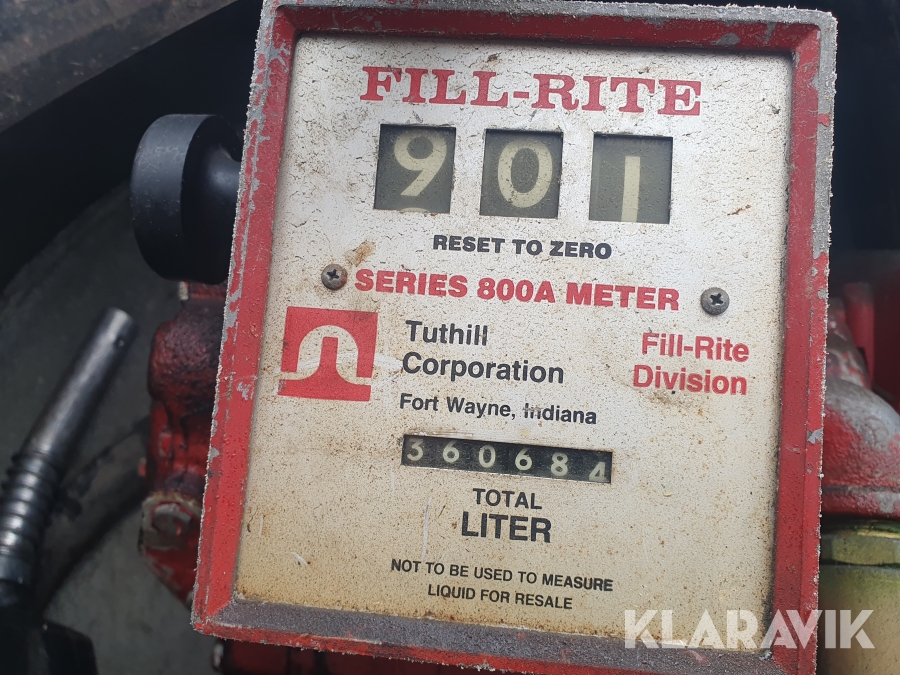 FILL-RITE
901
RESET TO ZERO
SERIES 800A METER
Tuthill
Corporation
Fill-Rite
Division
Fort Wayne, Indiana
360684
TOTAL
LITER
NOT TO BE USED TO MEASURE
LIQUID FOR RESALE
KLARAVIK